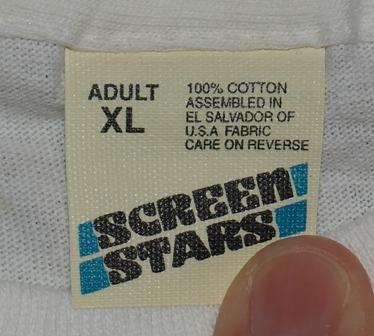 ADULT
XL
100% COTTON
ASSEMBLED IN
EL SALVADOR OF
U.S.A FABRIC
CARE ON REVERSE
SCREEN
STARS